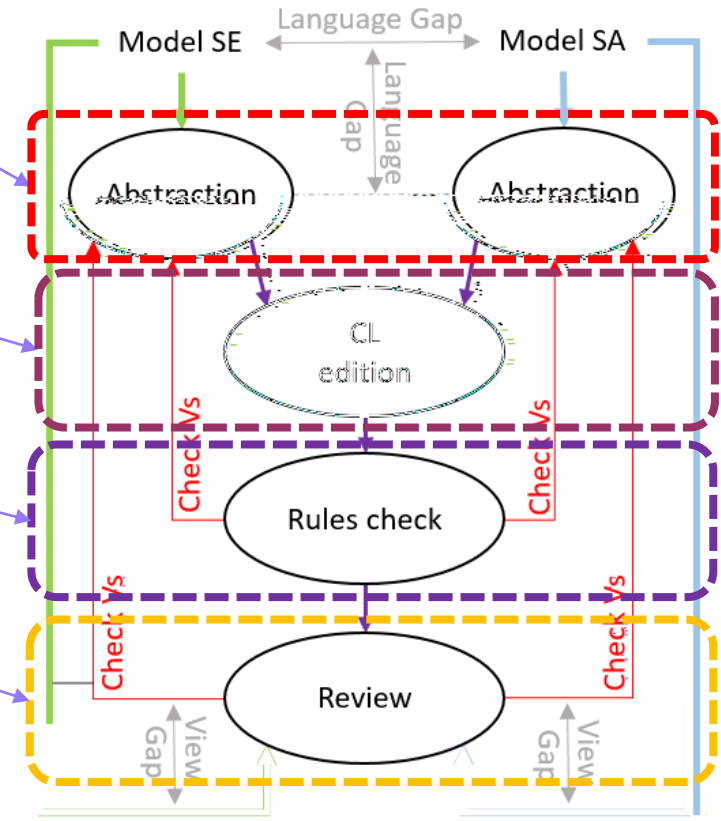 Language Gap
Model SE
Model SA
Language
Gap
Abstraction
Abstraction
CL
edition
Check Vs
Check Vs
Rules check
Check Vs
Check Vs
Review
View
Gap
View
Gap